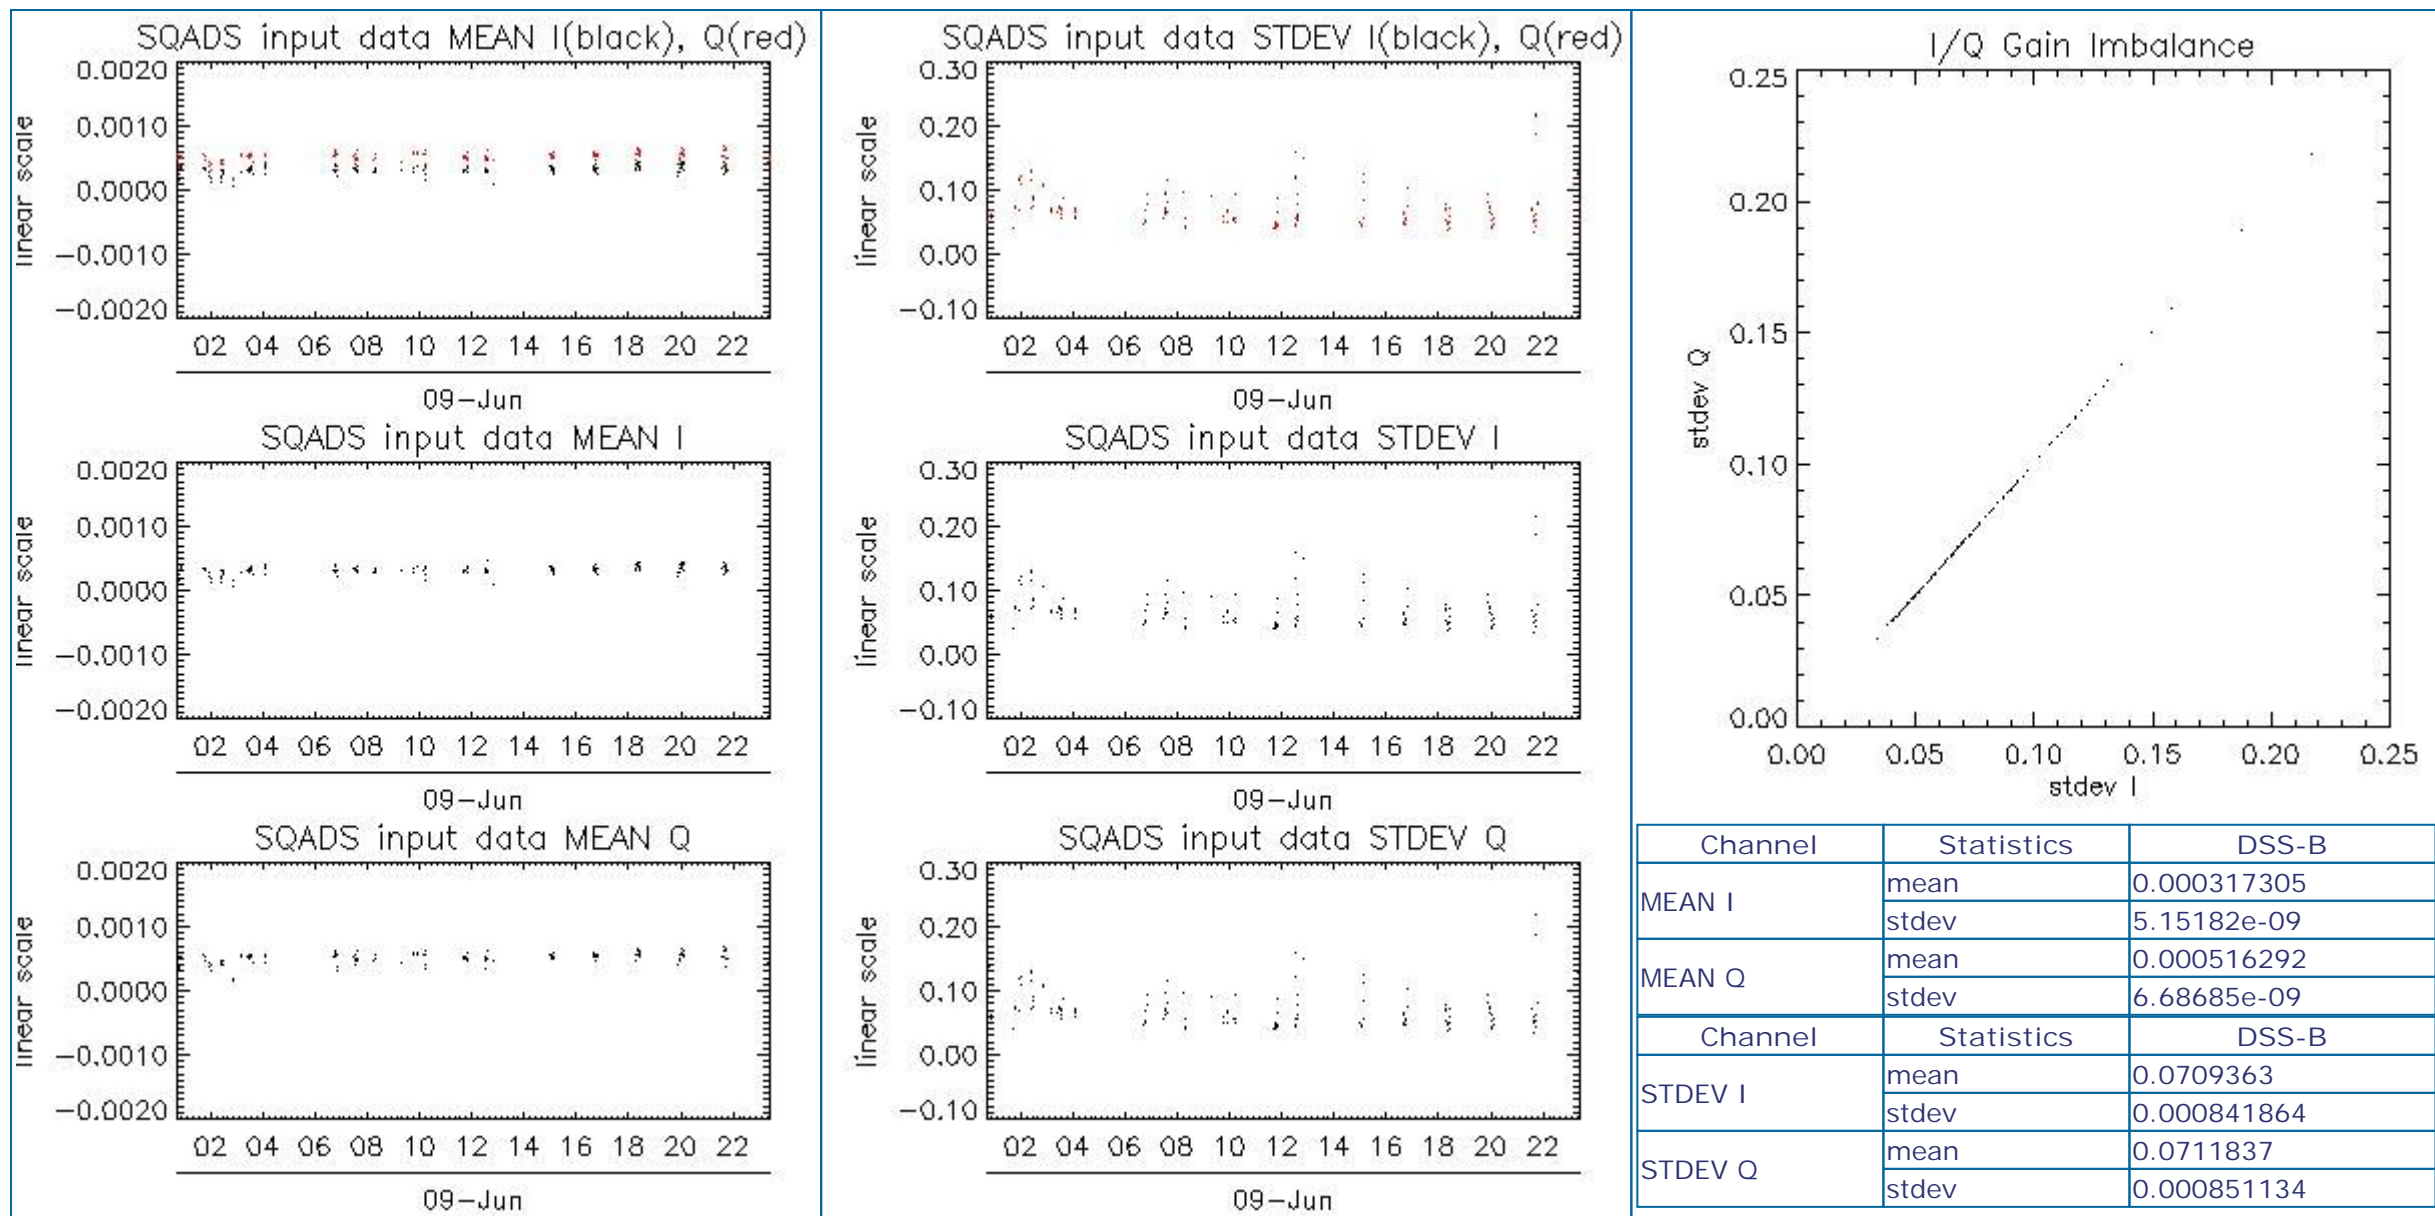 SQADS input data MEAN I(black), Q(red)
linear scale
0.0020
0.0010
0.0000
−0.0010
−0.0020
02 04 06 08 10 12 14 16 18 20 22
09−Jun
SQADS input data MEAN I
linear scale
0.0020
0.0010
0.0000
−0.0010
−0.0020
02 04 06 08 10 12 14 16 18 20 22
09−Jun
SQADS input data MEAN Q
linear scale
0.0020
0.0010
0.0000
−0.0010
−0.0020
02 04 06 08 10 12 14 16 18 20 22
09−Jun
SQADS input data STDEV I(black), Q(red)
linear scale
0.30
0.20
0.10
0.00
−0.10
02 04 06 08 10 12 14 16 18 20 22
09−Jun
SQADS input data STDEV I
linear scale
0.30
0.20
0.10
0.00
−0.10
02 04 06 08 10 12 14 16 18 20 22
09−Jun
SQADS input data STDEV Q
linear scale
0.30
0.20
0.10
0.00
−0.10
02 04 06 08 10 12 14 16 18 20 22
09−Jun
I/Q Gain Imbalance
stdev Q
0.25
0.20
0.15
0.10
0.05
0.00
0.00 0.05 0.10 0.15 0.20 0.25
stdev I
Channel Statistics DSS-B
MEAN I
mean 0.000317305
stdev 5.15182e-09
MEAN Q
mean 0.000516292
stdev 6.68685e-09
Channel Statistics DSS-B
STDEV I
mean 0.0709363
stdev 0.000841864
STDEV Q
mean 0.0711837
stdev 0.000851134